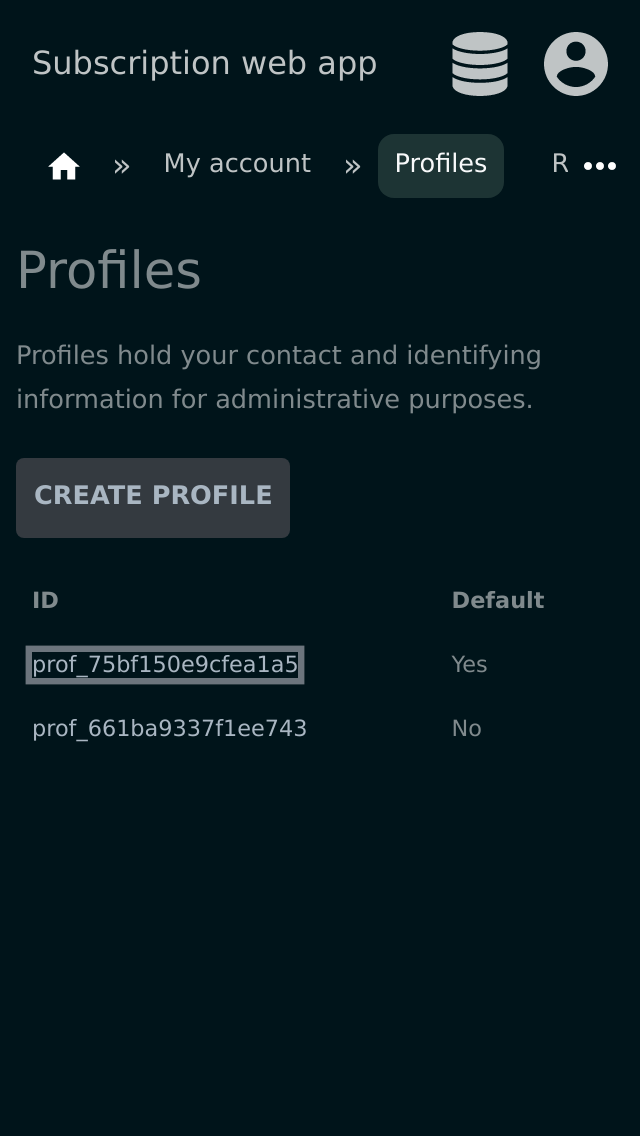 Subscription web app
» My account » Profiles R •••
Profiles
Profiles hold your contact and identifying
information for administrative purposes.
CREATE PROFILE
ID Default
prof_75bf150e9cfea1a5 Yes
prof_661ba9337f1ee743 No